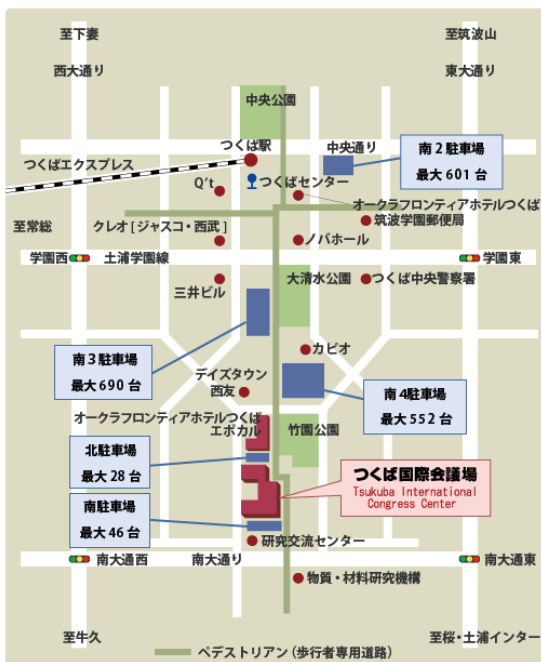 至下妻
至筑波山
西大通り
東大通り
中央公園
つくば駅
中央通り
南2駐車場
最大601台
つくばエクスプレス
Q't
つくばセンター
オークラフロンティアホテルつくば
筑波学園郵便局
至常総
クレオ [ジャスコ・西武]
ノバホール
学園西
土浦学園線
学園東
大清水公園
つくば中央警察署
三井ビル
南3駐車場
最大690台
カピオ
デイズタウン
西友
南4駐車場
最大552台
オークラフロンティアホテルつくば
エポカル
竹園公園
北駐車場
最大28台
つくば国際会議場
Tsukuba International
Congress Center
南駐車場
最大46台
研究交流センター
南大通西
南大通り
南大通東
物質・材料研究機構
至牛久
至桜・土浦インター
ペデストリアン (歩行者専用道路)